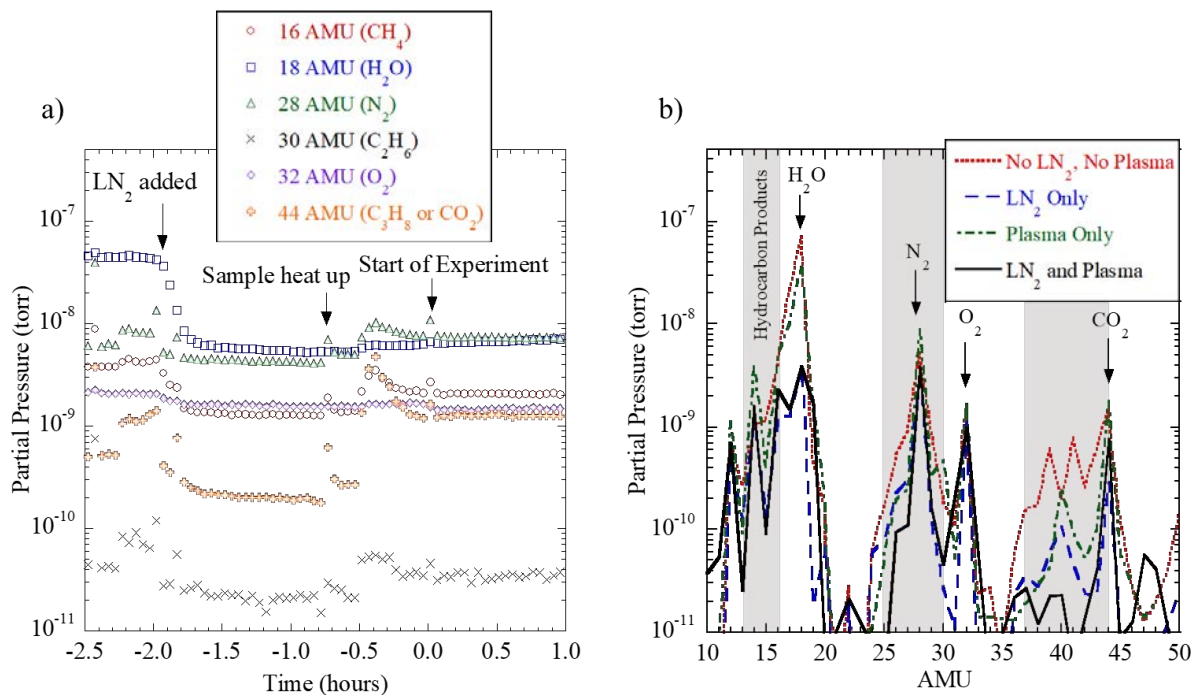 a)
16 AMU (CH₄)
18 AMU (H₂O)
28 AMU (N₂)
30 AMU (C₂H₆)
32 AMU (O₂)
44 AMU (C₃H₈ or CO₂)
LN₂ added
Sample heat up
Start of Experiment
Partial Pressure (torr)
10⁻⁷
10⁻⁸
10⁻⁹
10⁻¹⁰
10⁻¹¹
-2.5 -2.0 -1.5 -1.0 -0.5 0.0 0.5 1.0
Time (hours)
b)
No LN₂, No Plasma
LN₂ Only
Plasma Only
LN₂ and Plasma
Hydrocarbon Products
H₂O
N₂
O₂
CO₂
Partial Pressure (torr)
10⁻⁷
10⁻⁸
10⁻⁹
10⁻¹⁰
10⁻¹¹
10 15 20 25 30 35 40 45 50
AMU